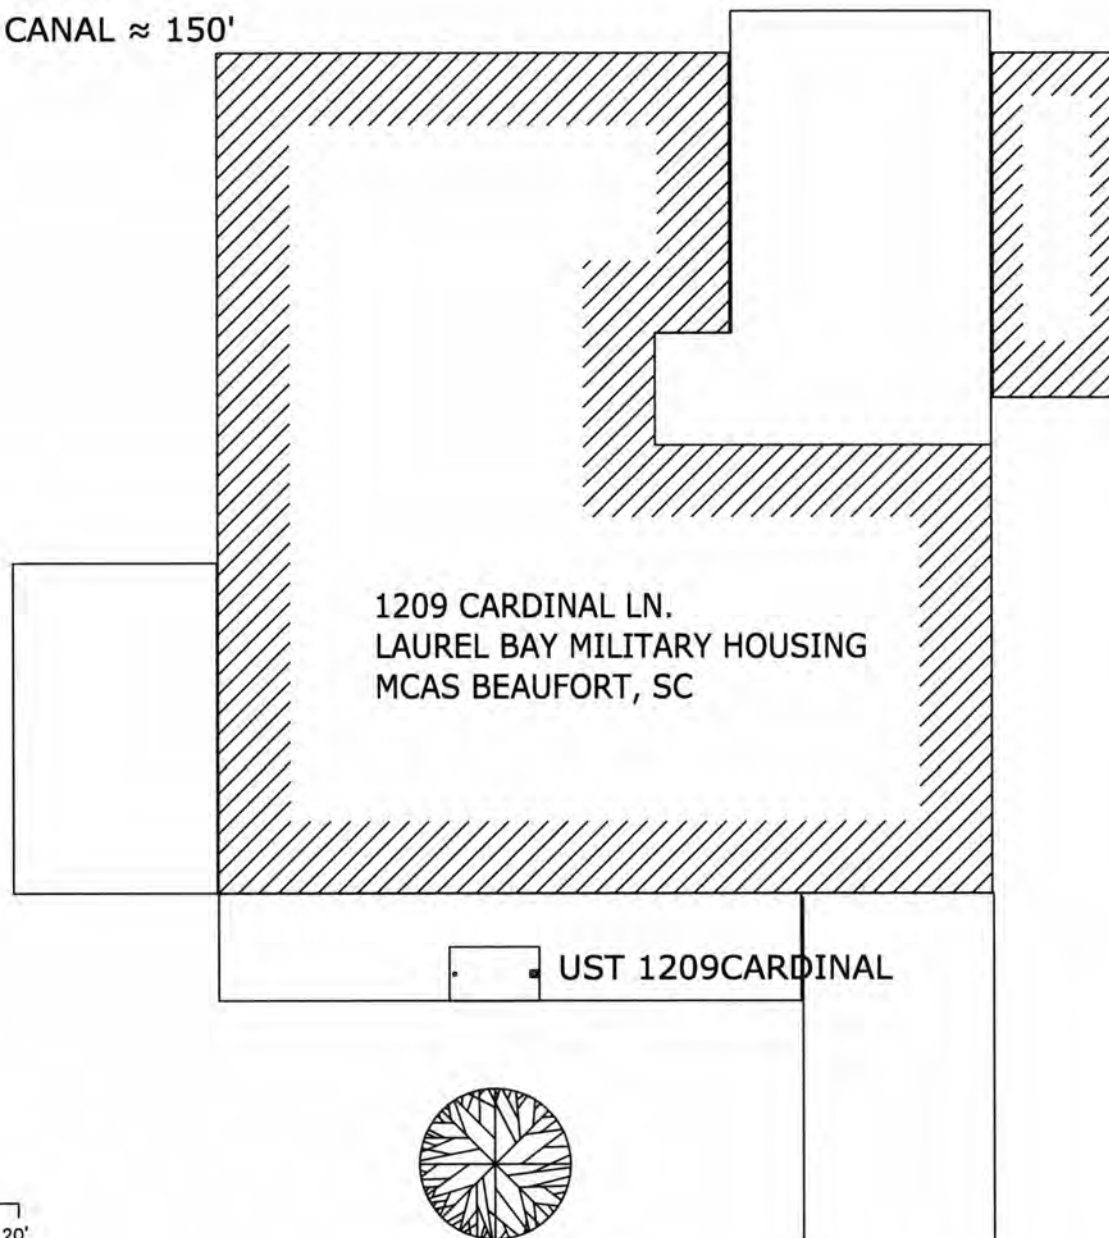 CANAL ≈ 150'
1209 CARDINAL LN.
LAUREL BAY MILITARY HOUSING
MCAS BEAUFORT, SC
UST 1209CARDINAL
20'